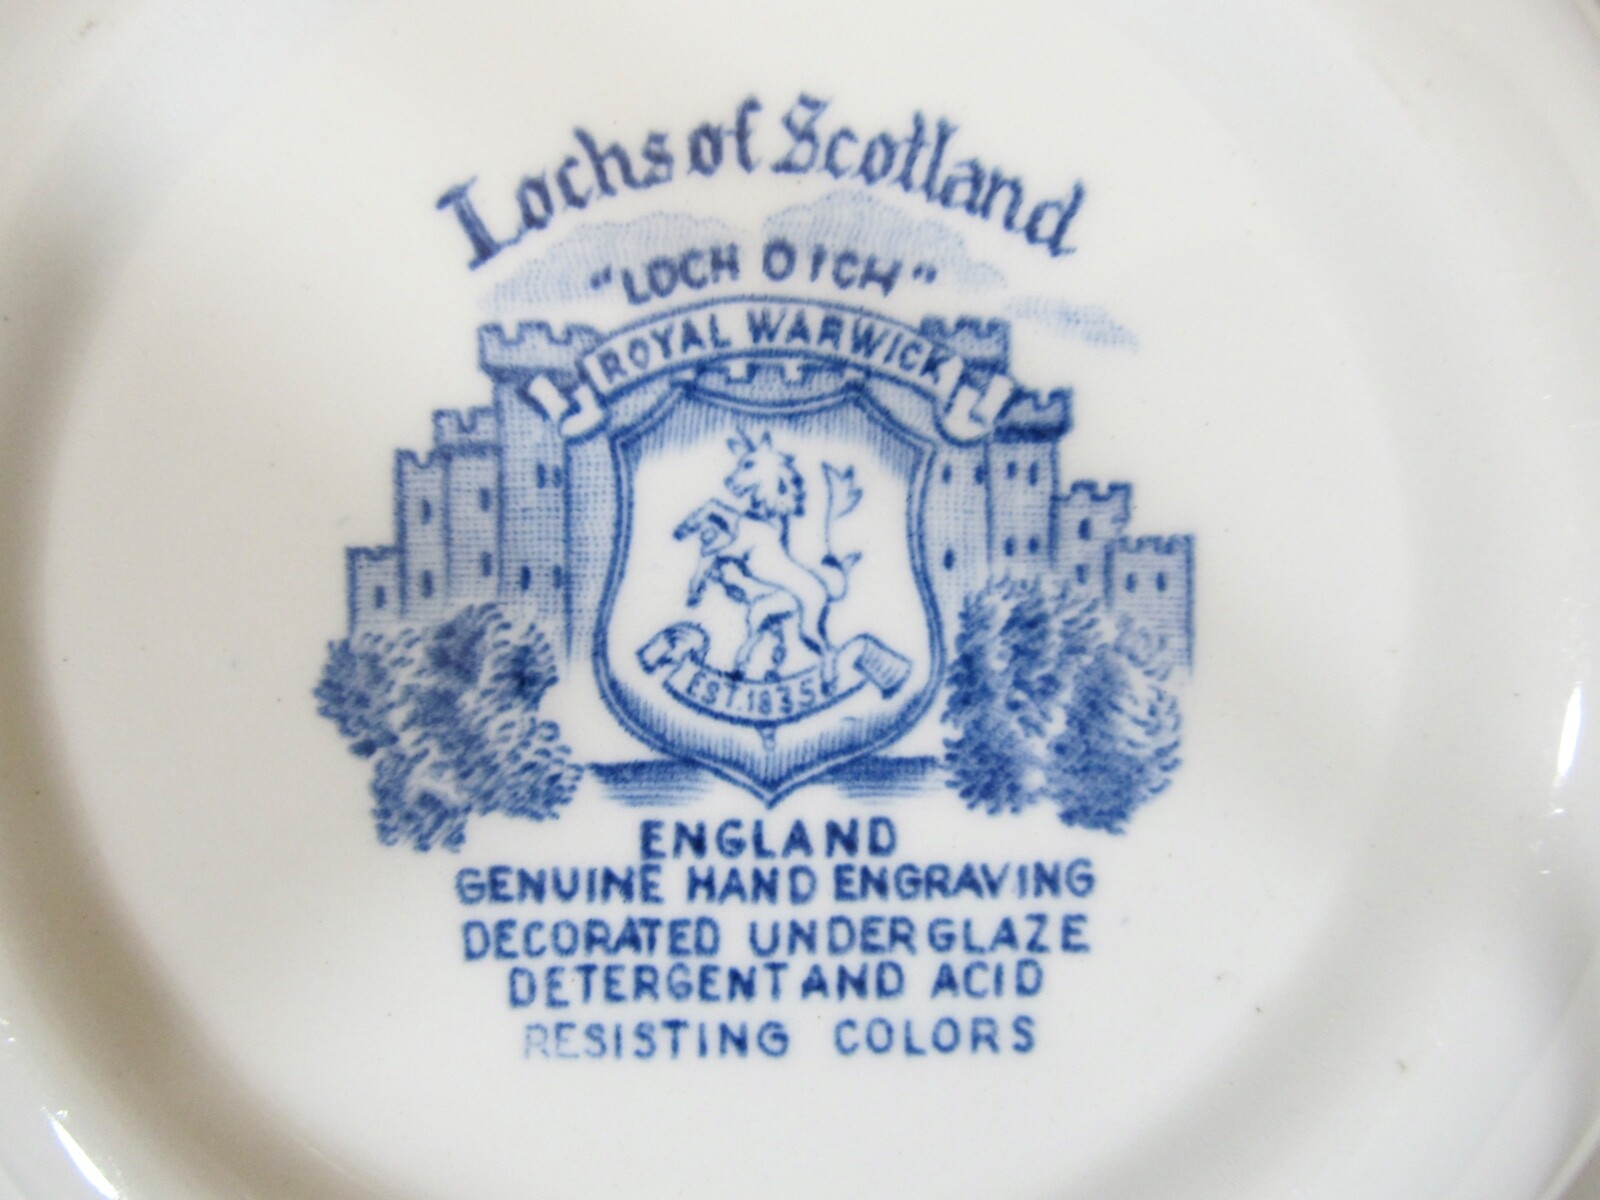 Lochs of Scotland
"LOCH OICH"
ROYAL WARWICK
EST. 1835
ENGLAND
GENUINE HAND ENGRAVING
DECORATED UNDERGLAZE
DETERGENT AND ACID
RESISTING COLORS